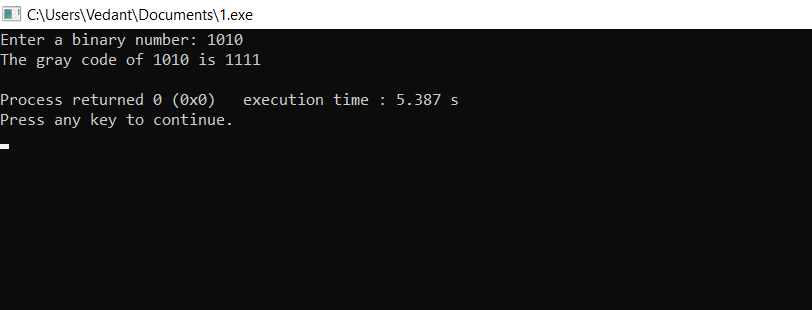 C:\Users\Vedant\Documents\1.exe
Enter a binary number: 1010
The gray code of 1010 is 1111
Process returned 0 (0x0)   execution time : 5.387 s
Press any key to continue.